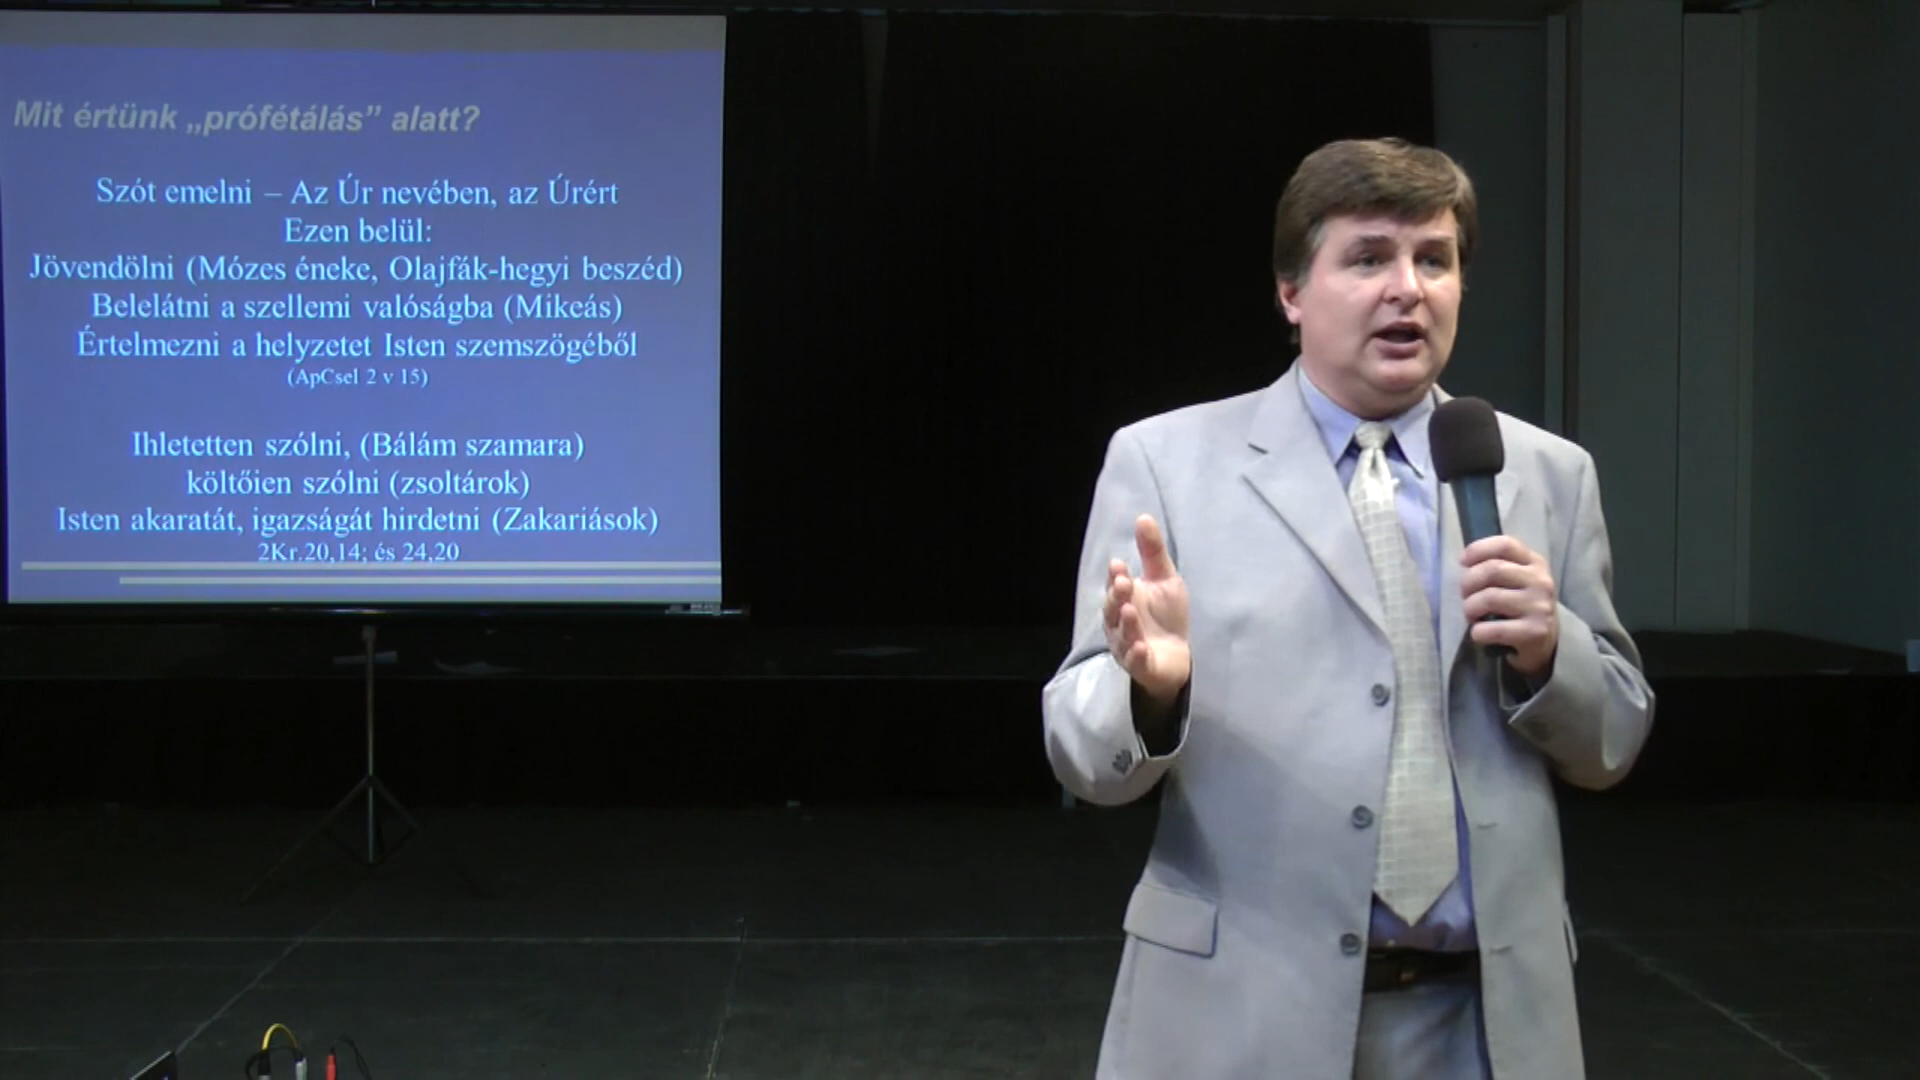 Mit értünk „prófétálás” alatt?
Szót emelni – Az Úr nevében, az Úrért
Ezen belül:
Jövendölni (Mózes éneke, Olajfák-hegyi beszéd)
Belelátni a szellemi valóságba (Mikeás)
Értelmezni a helyzetet Isten szemszögéből
(ApCsel 2 v 15)
Ihletetten szólni, (Bálám szamara)
költőien szólni (zsoltárok)
Isten akaratát, igazságát hirdetni (Zakariások)
2Kr.20,14; és 24,20